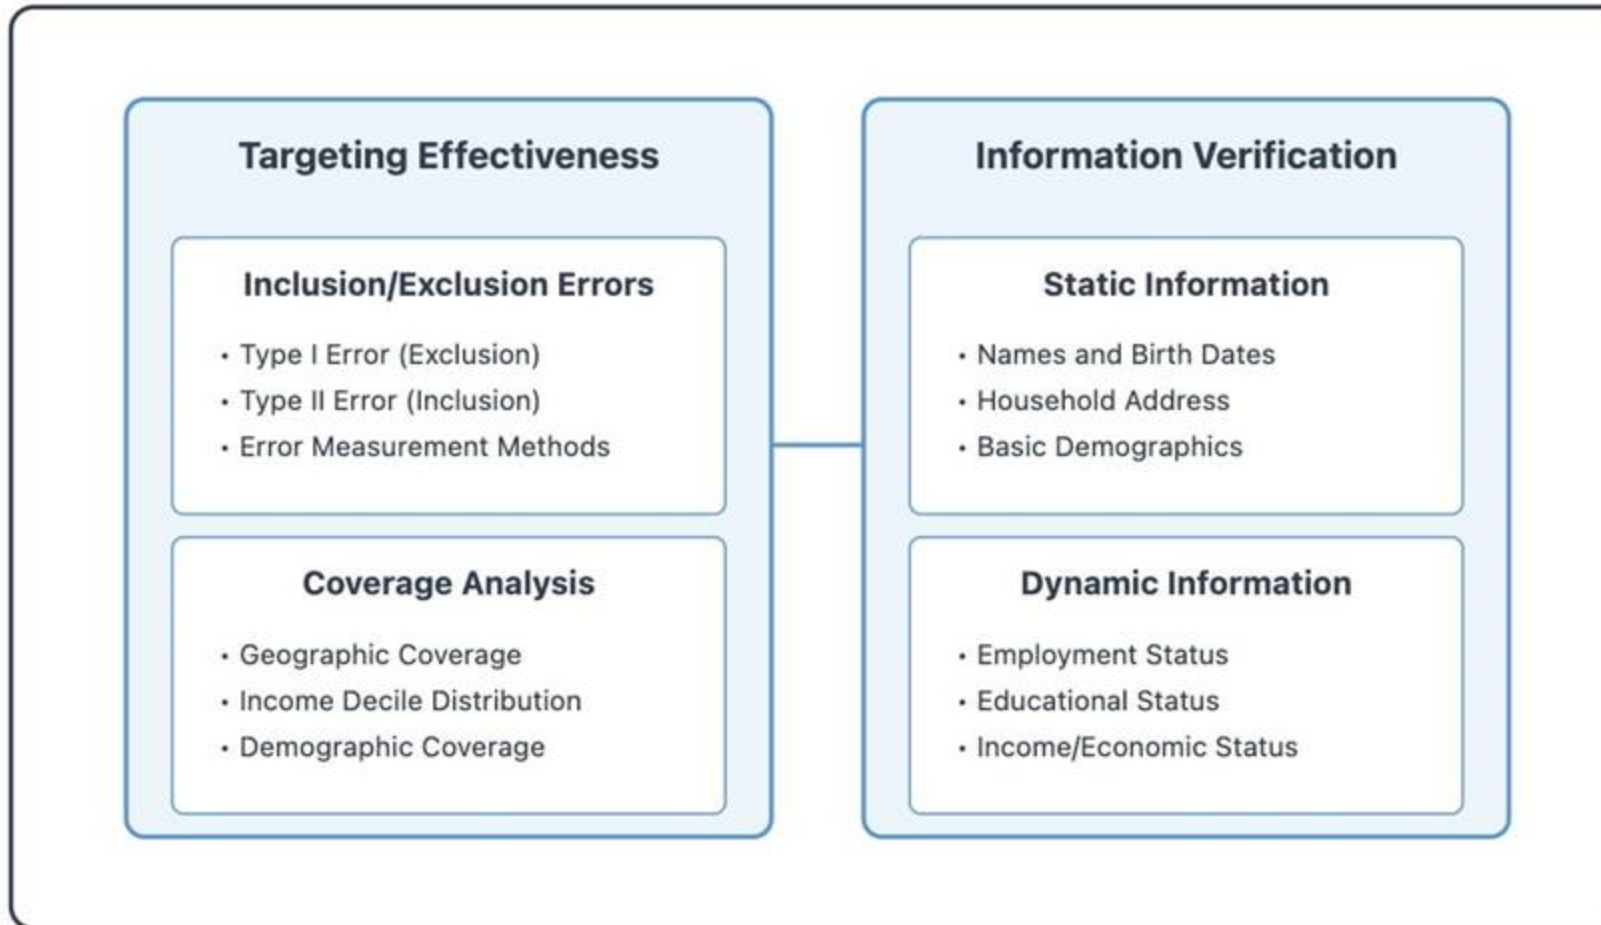 Targeting Effectiveness
Inclusion/Exclusion Errors
• Type I Error (Exclusion)
• Type II Error (Inclusion)
• Error Measurement Methods
Coverage Analysis
• Geographic Coverage
• Income Decile Distribution
• Demographic Coverage
Information Verification
Static Information
• Names and Birth Dates
• Household Address
• Basic Demographics
Dynamic Information
• Employment Status
• Educational Status
• Income/Economic Status